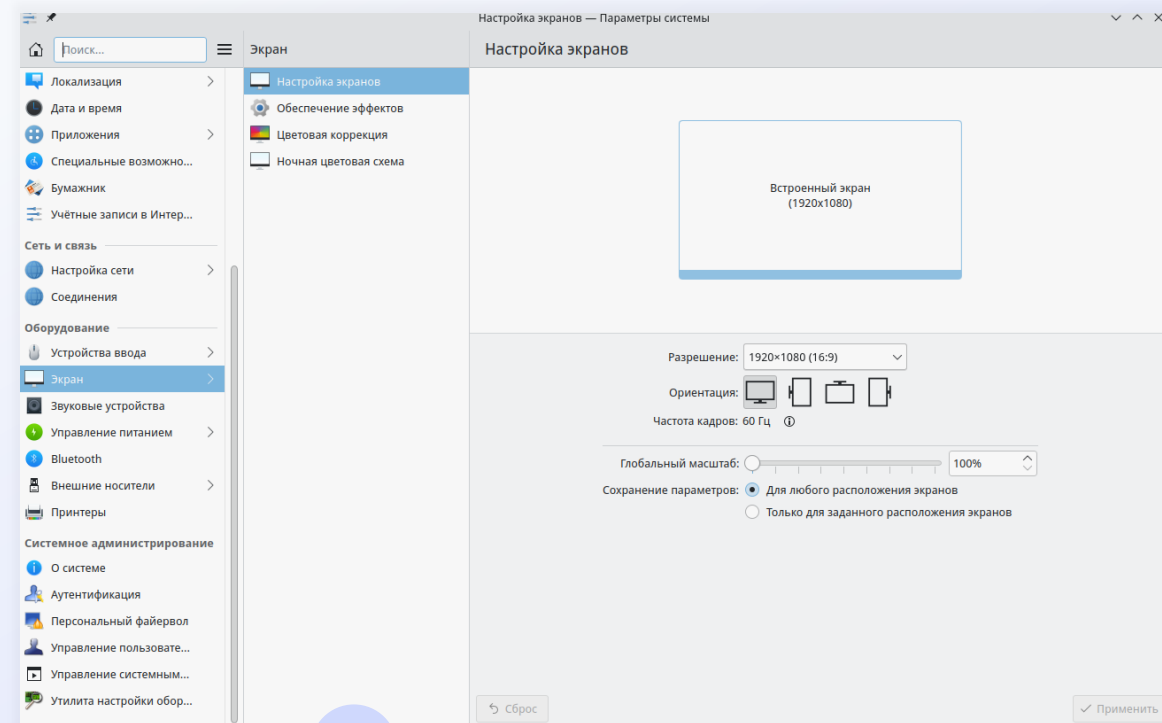 Настройка экранов — Параметры системы
Поиск...
Экран
Настройка экранов
Локализация
Дата и время
Приложения
Специальные возможно...
Бумажник
Учётные записи в Интер...
Сеть и связь
Настройка сети
Соединения
Оборудование
Устройства ввода
Экран
Звуковые устройства
Управление питанием
Bluetooth
Внешние носители
Принтеры
Системное администрирование
О системе
Аутентификация
Персональный файервол
Управление пользовате...
Управление системным...
Утилита настройки обор...
Настройка экранов
Обеспечение эффектов
Цветовая коррекция
Ночная цветовая схема
Встроенный экран
(1920x1080)
Разрешение: 1920×1080 (16:9)
Ориентация:
Частота кадров: 60 Гц
Глобальный масштаб: 100%
Сохранение параметров: Для любого расположения экранов
Только для заданного расположения экранов
Сброс
Применить